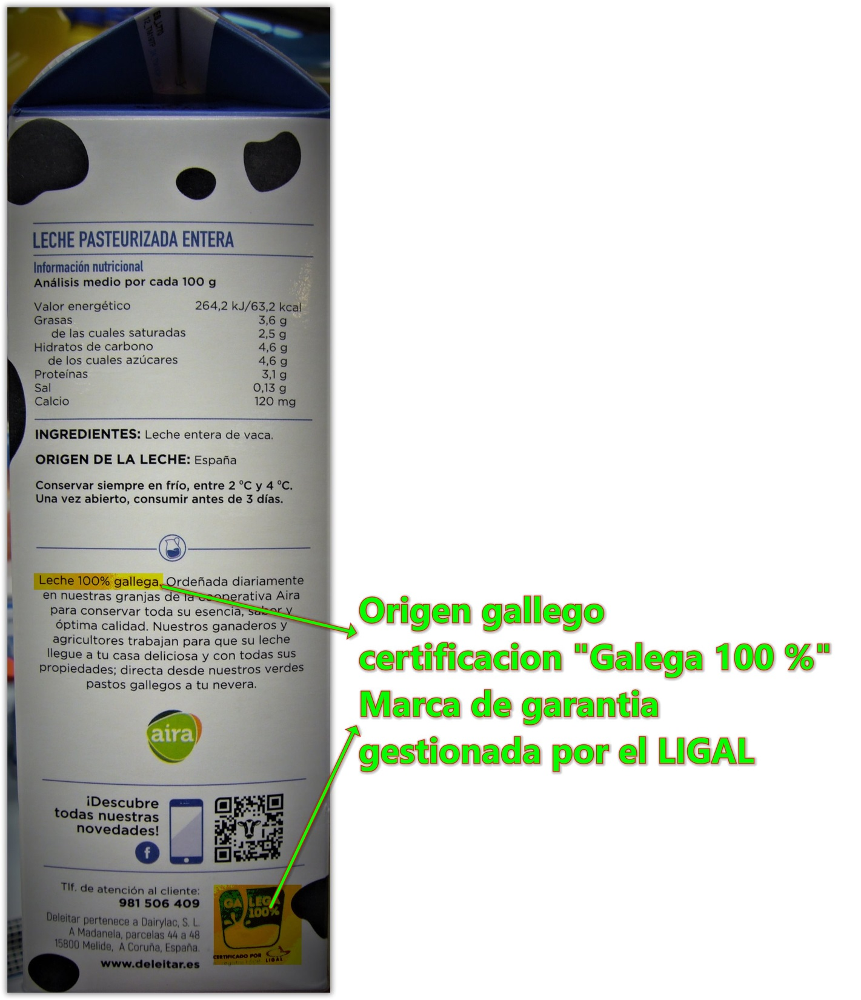 LECHE PASTEURIZADA ENTERA
Información nutricional
Análisis medio por cada 100 g
Valor energético 264,2 kJ/63,2 kcal
Grasas 3,6 g
de las cuales saturadas 2,5 g
Hidratos de carbono 4,6 g
de los cuales azúcares 4,6 g
Proteínas 3,1 g
Sal 0,13 g
Calcio 120 mg
INGREDIENTES: Leche entera de vaca.
ORIGEN DE LA LECHE: España
Conservar siempre en frío, entre 2 ºC y 4 ºC.
Una vez abierto, consumir antes de 3 días.
Leche 100% gallega. Ordeñada diariamente
en nuestras granjas de la cooperativa Aira
para conservar toda su esencia, sabor y
óptima calidad. Nuestros ganaderos y
agricultores trabajan para que su leche
llegue a tu casa deliciosa y con todas sus
propiedades; directa desde nuestros verdes
pastos gallegos a tu nevera.
Origen gallego
certificacion "Galega 100 %"
Marca de garantia
gestionada por el LIGAL
aira
¡Descubre
todas nuestras
novedades!
f
Tlf. de atención al cliente:
981 506 409
Deleitar pertenece a Dairylac, S. L.
A Madanela, parcelas 44 a 48
15800 Melide, A Coruña, España.
www.deleitar.es
GALEGA
100%
CERTIFICADO POR
LIGAL